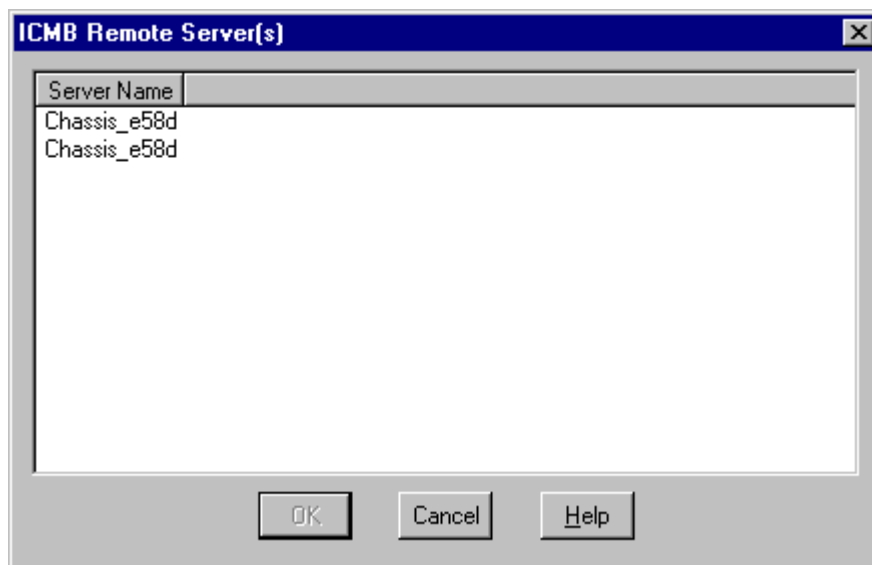 ICMB Remote Server(s)
Server Name
Chassis_e58d
Chassis_e58d
OK
Cancel
Help